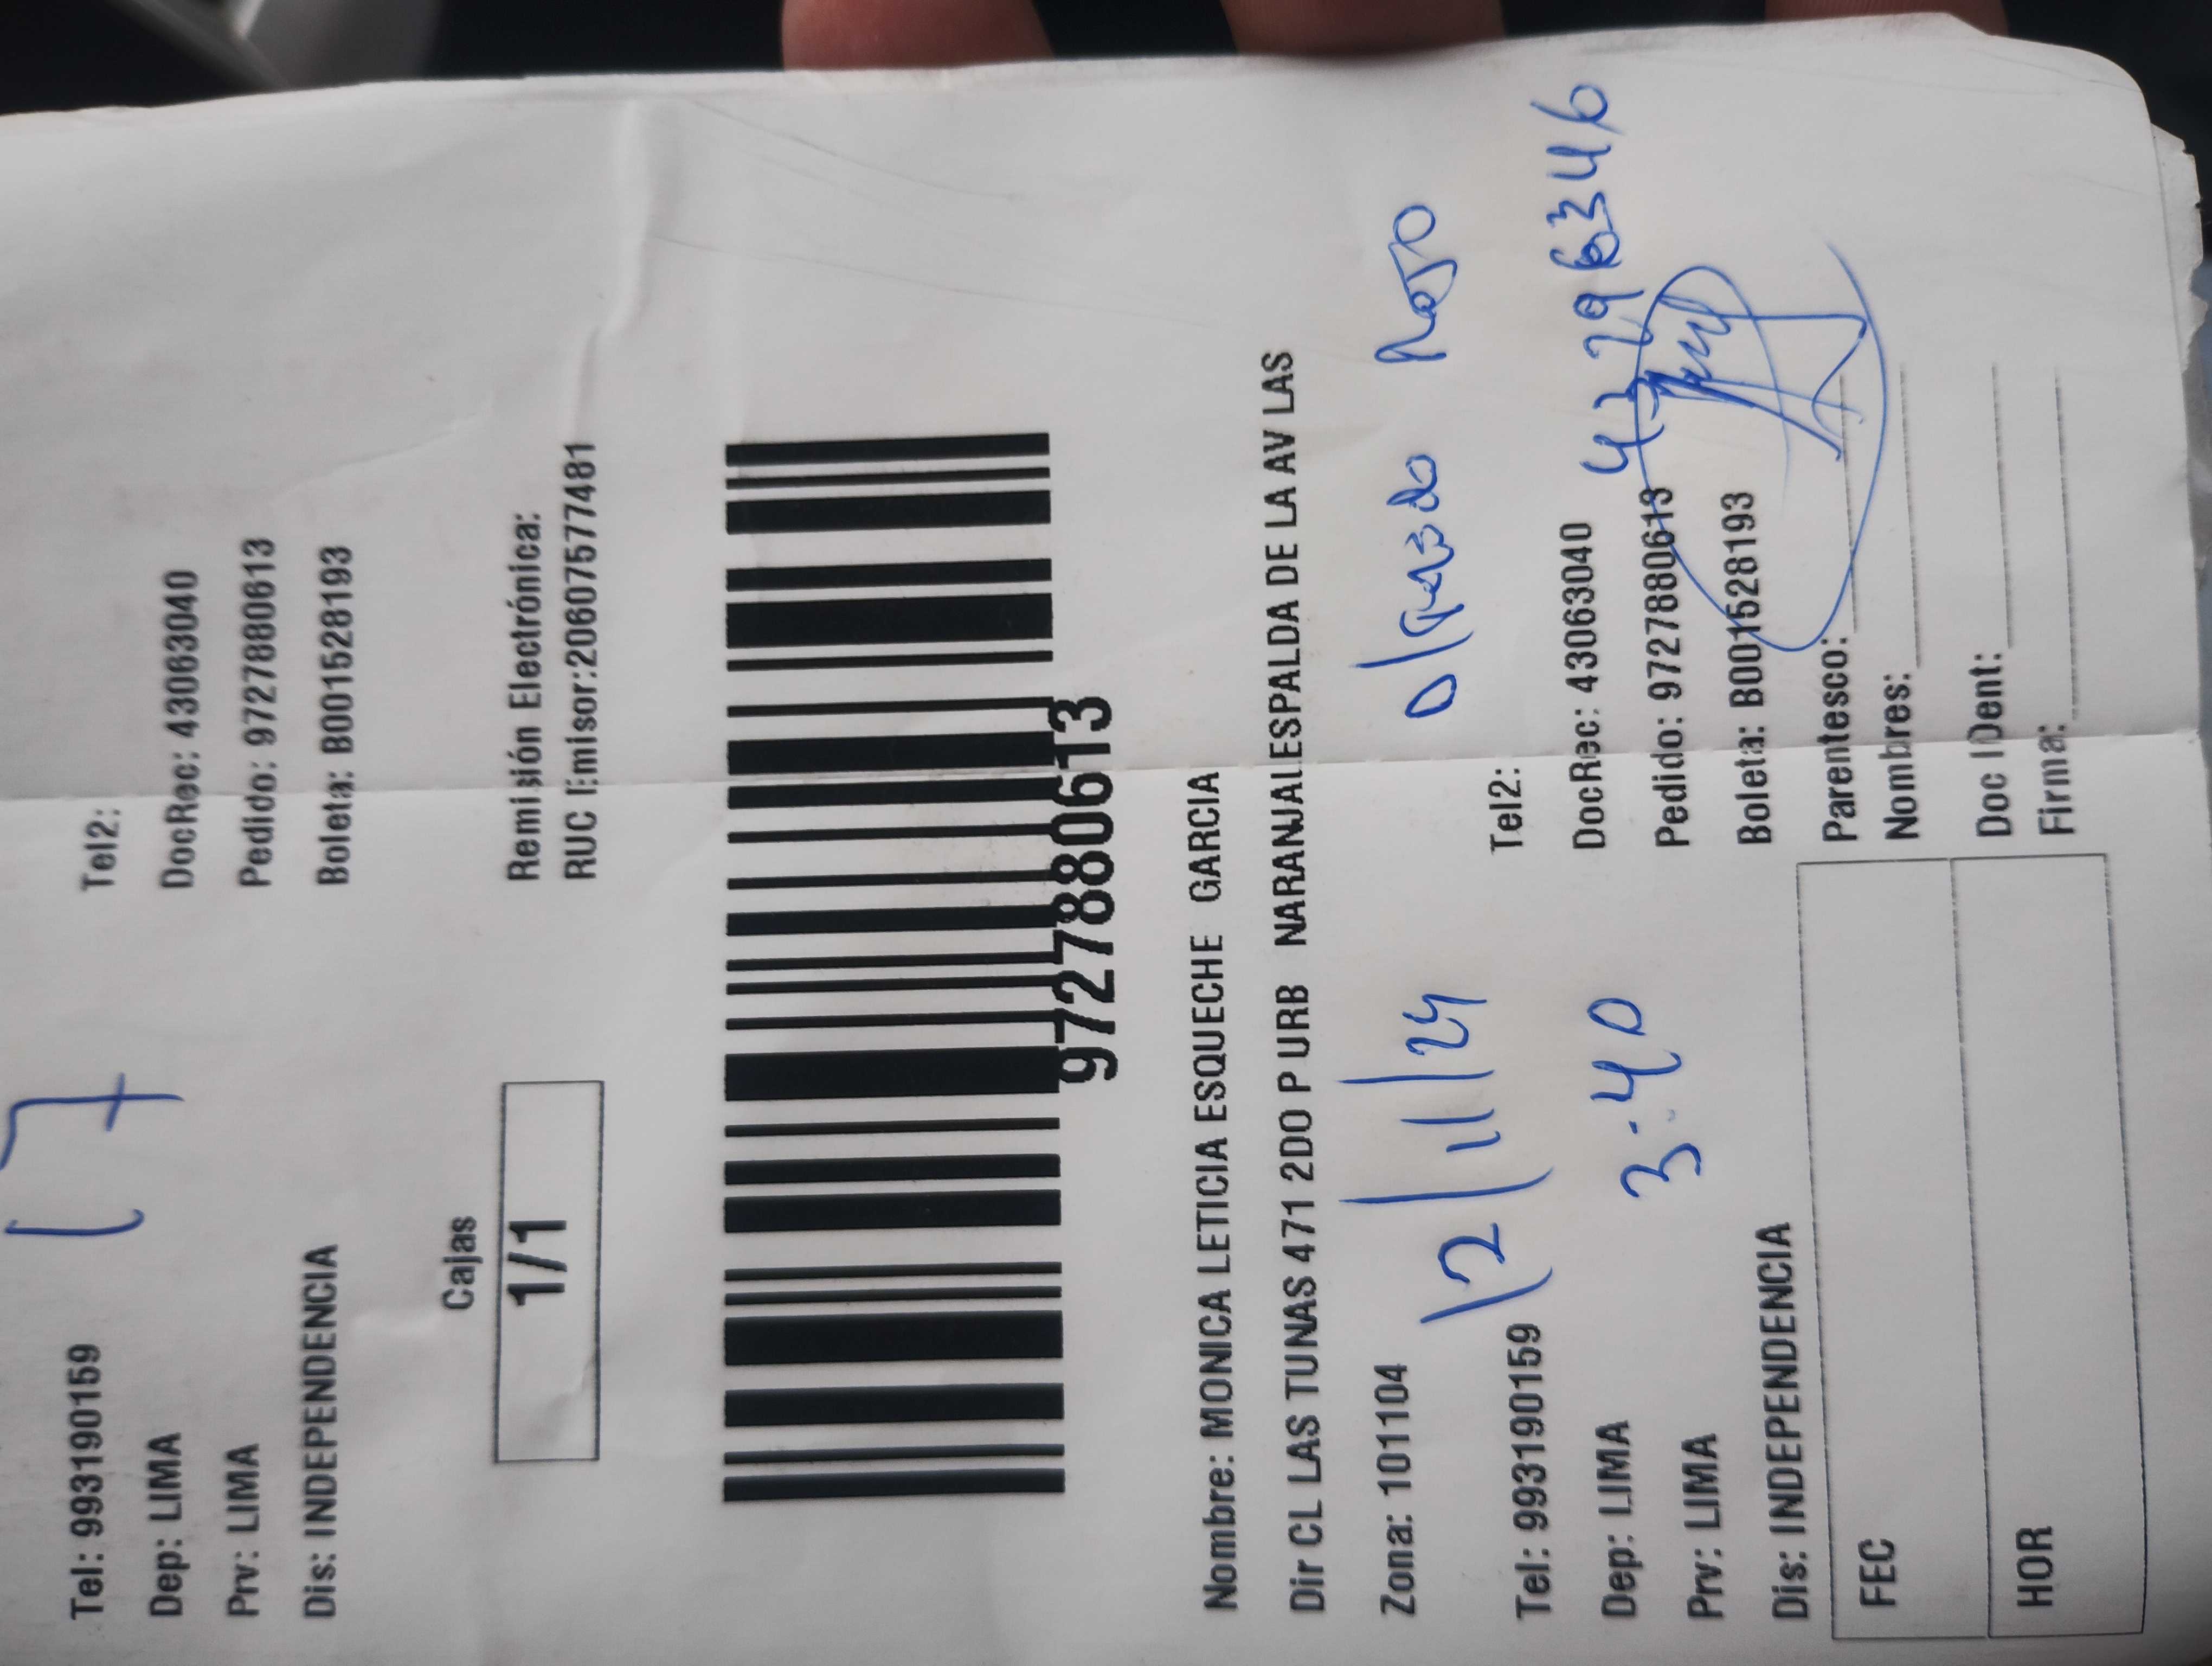 Tel: 993190159
Tel2:
Dep: LIMA
DocRec: 43063040
Prv: LIMA
Pedido: 9727880613
Dis: INDEPENDENCIA
Boleta: B001528193
Cajas
1/1
Remisión Electrónica:
RUC Emisor:20607577481
9727880613
Nombre: MONICA LETICIA ESQUECHE GARCIA
Dir CL LAS TUNAS 471 2DO P URB NARANJALESPALDA DE LA AV LAS
Zona: 101104
12/11/24
Tel: 993190159
Tel2:
3:40
Dep: LIMA
DocRec: 43063040
43796346
Prv: LIMA
Pedido: 9727880613
Dis: INDEPENDENCIA
Boleta: B001528193
FEC
Parentesco:
Nombres:
HOR
Doc IDent:
Firma: